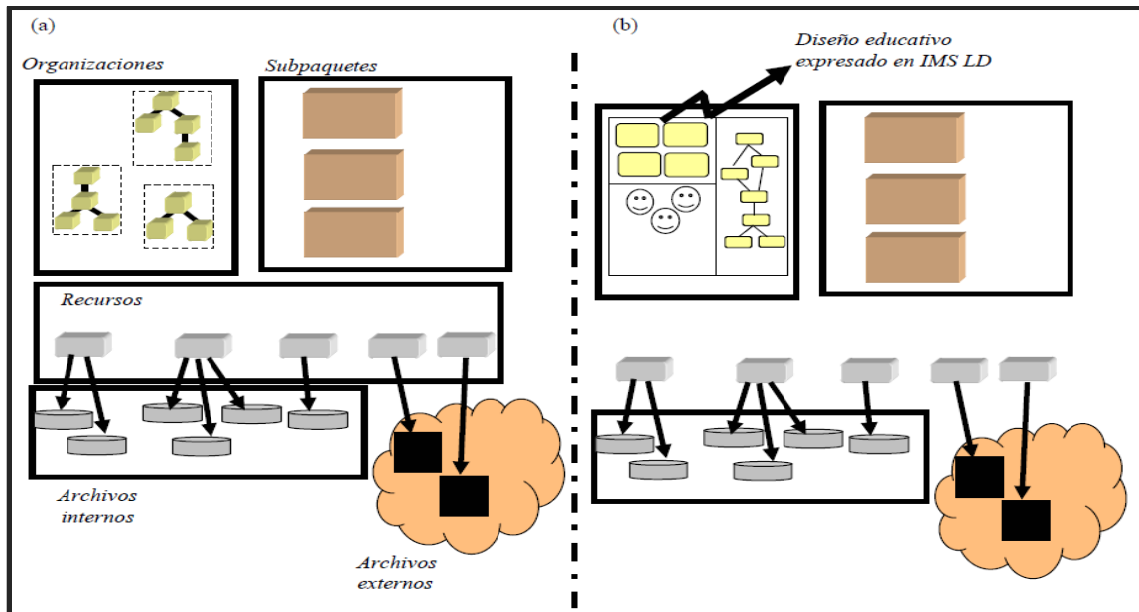 (a)
Organizaciones
Subpaquetes
Recursos
Archivos
internos
Archivos
externos
(b)
Diseño educativo
expresado en IMS LD